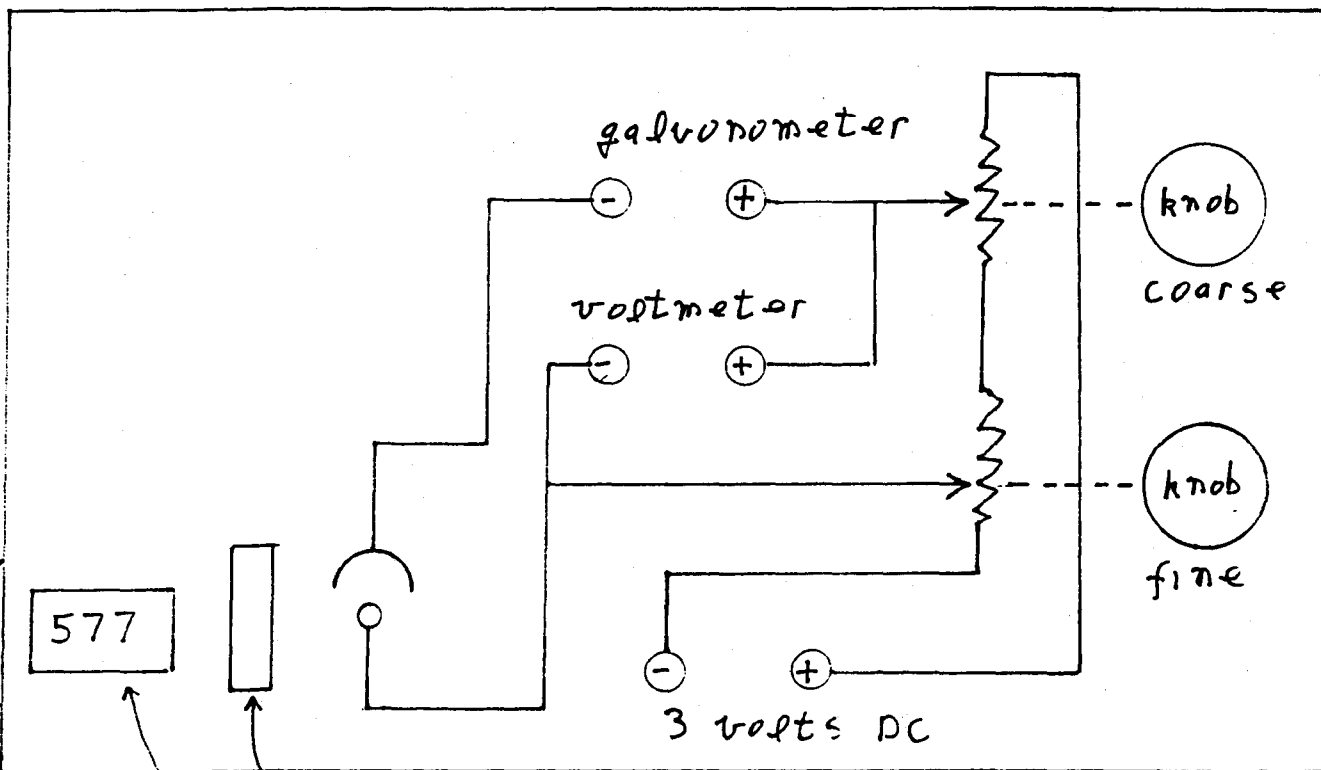 galvonometer
- +
knob
coarse
voltmeter
- +
knob
fine
577
- +
3 volts DC